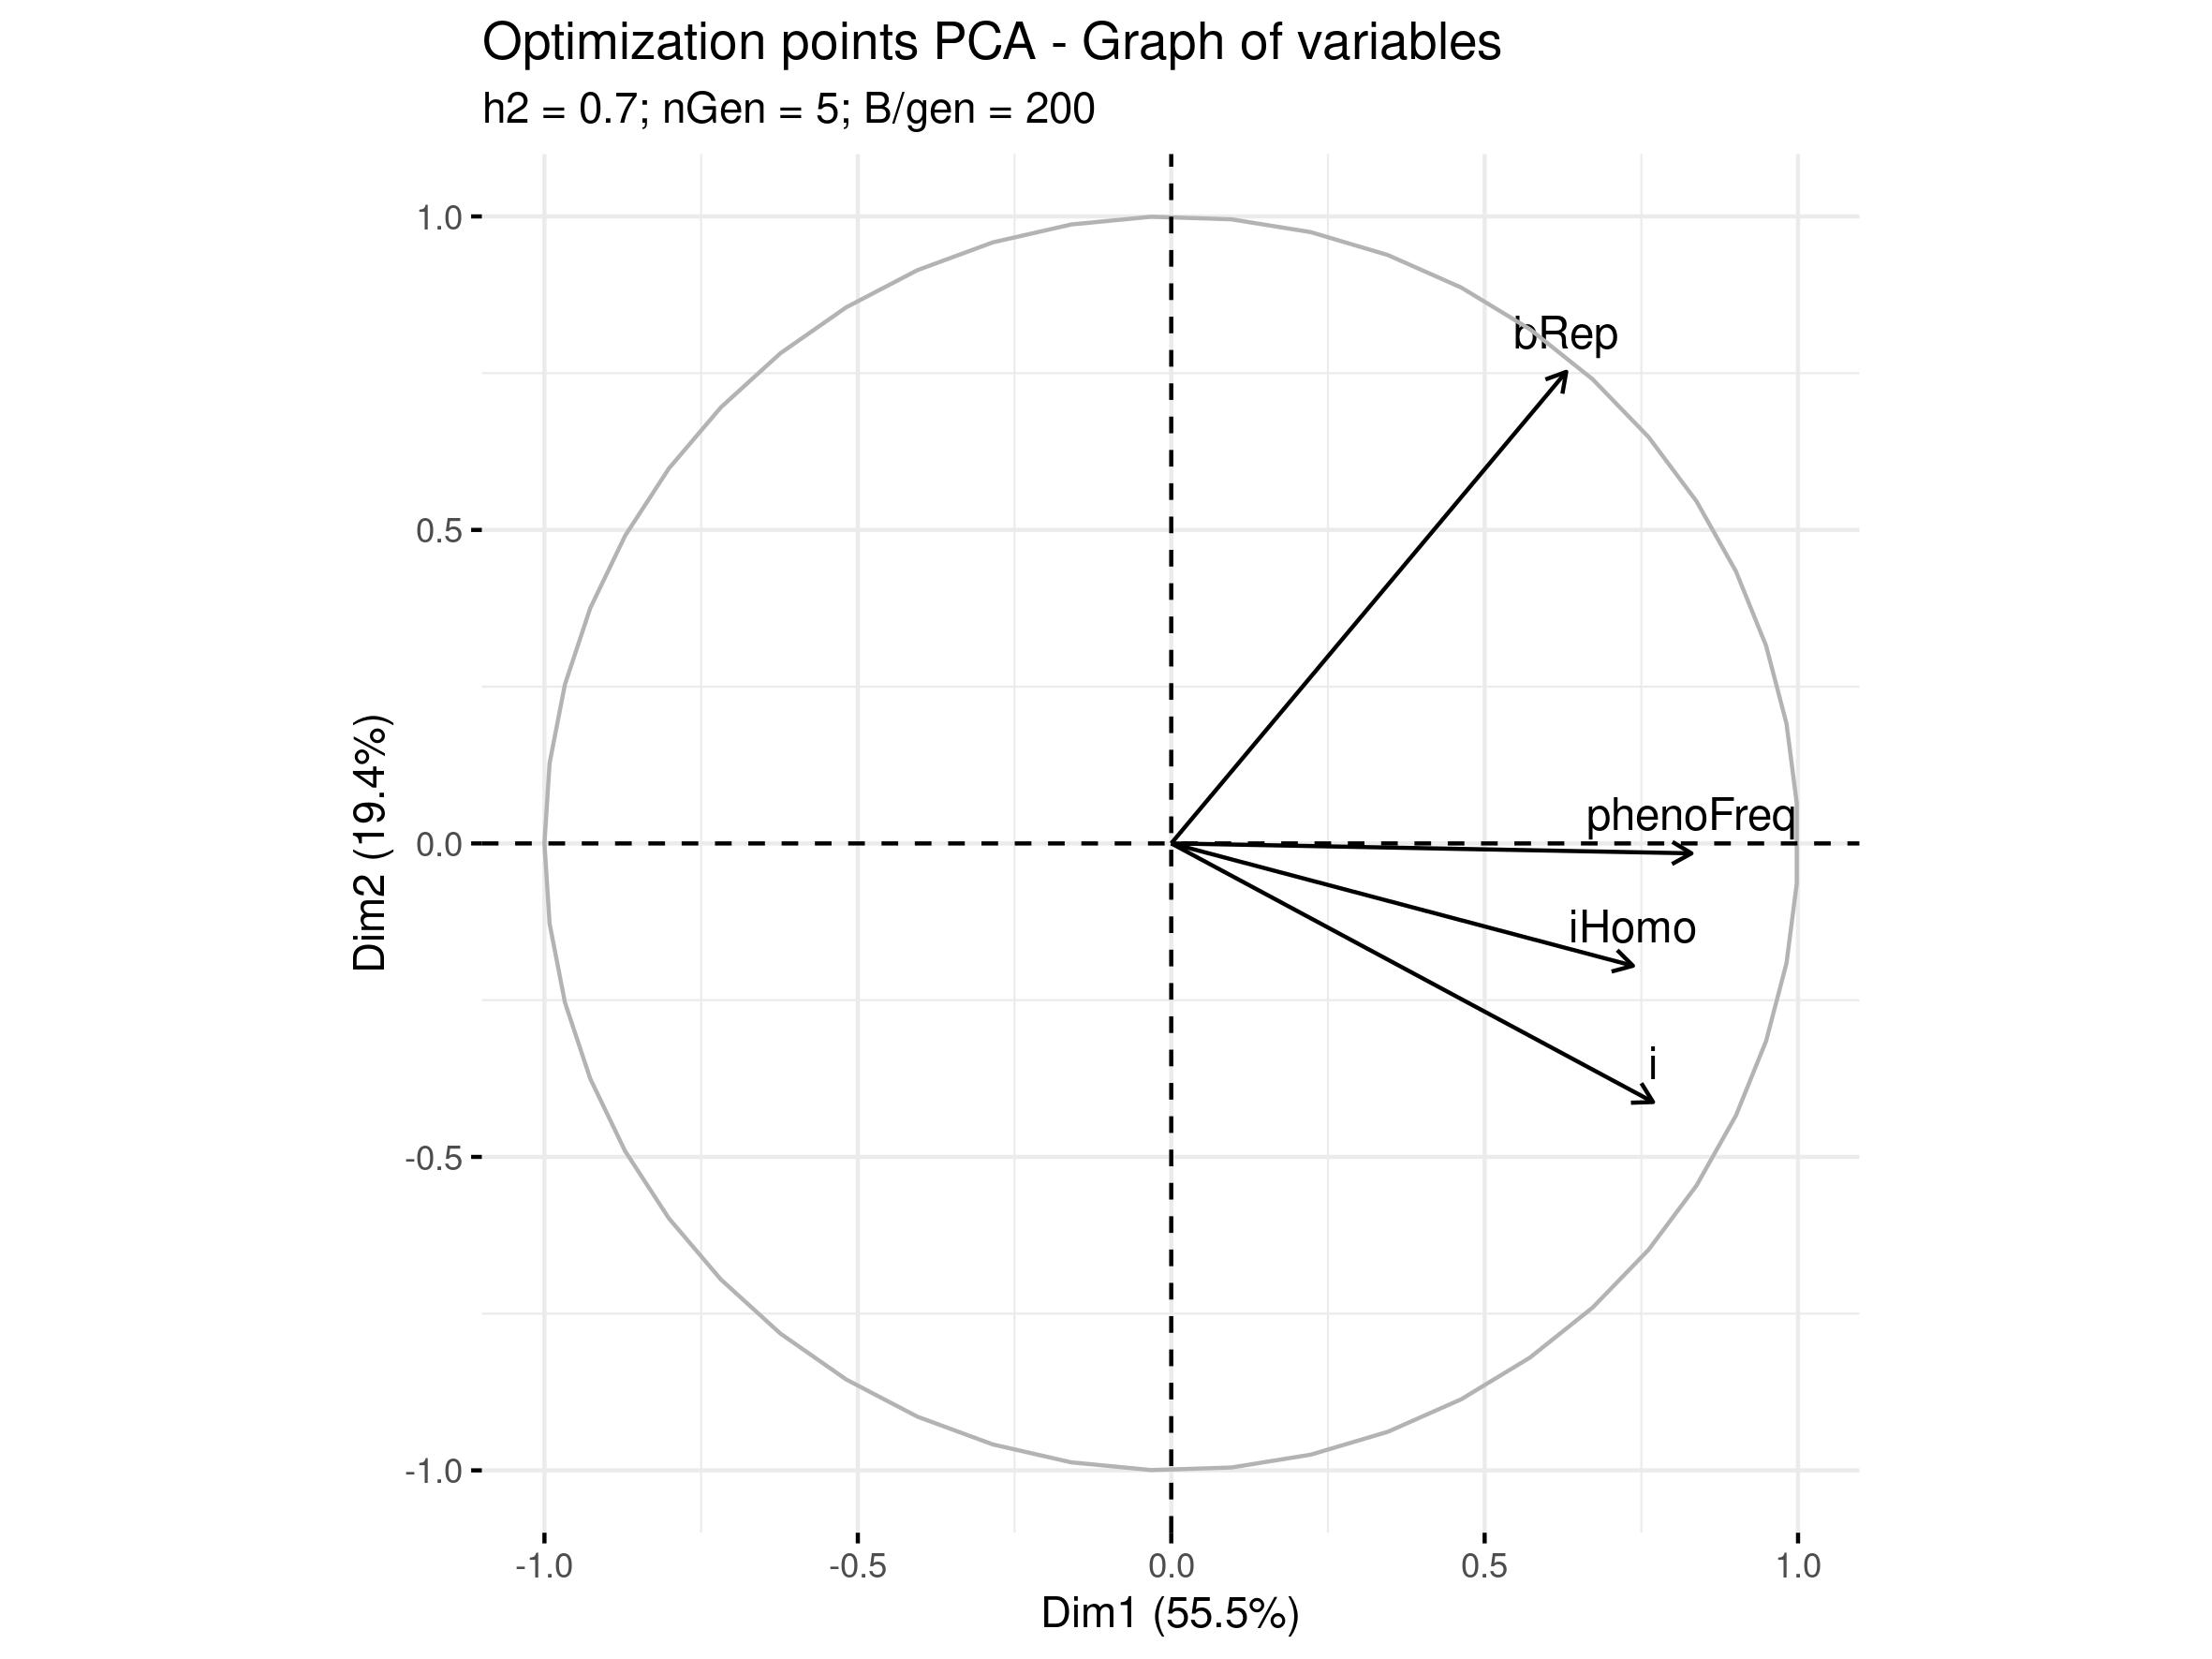 Optimization points PCA - Graph of variables
h2 = 0.7; nGen = 5; B/gen = 200
1.0
0.5
0.0
-0.5
-1.0
Dim2 (19.4%)
bRep
phenoFreq
iHomo
i
-1.0
-0.5
0.0
0.5
1.0
Dim1 (55.5%)